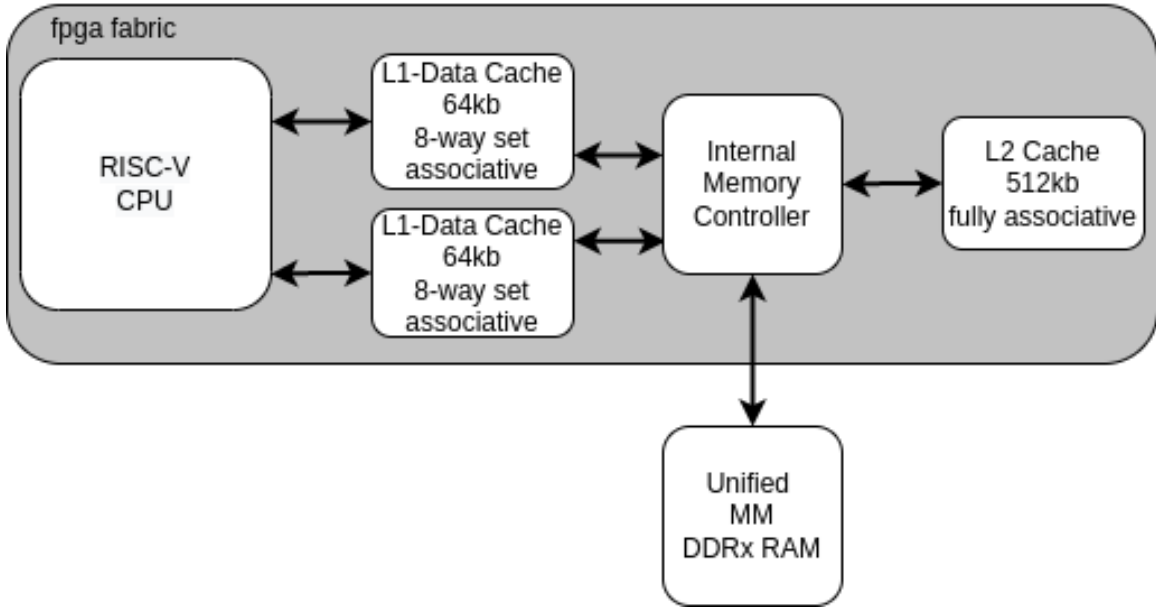 fpga fabric
RISC-V
CPU
L1-Data Cache
64kb
8-way set
associative
L1-Data Cache
64kb
8-way set
associative
Internal
Memory
Controller
L2 Cache
512kb
fully associative
Unified
MM
DDRx RAM